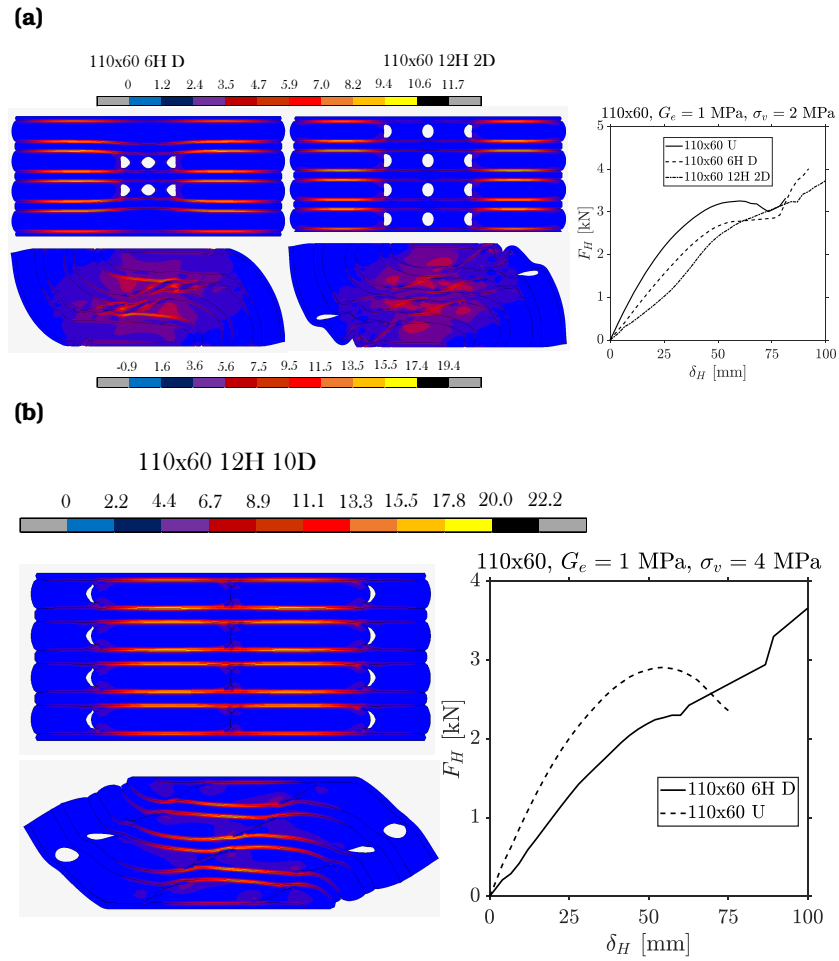 (a)
110x60 6H D 110x60 12H 2D
0 1.2 2.4 3.5 4.7 5.9 7.0 8.2 9.4 10.6 11.7
110x60, G_e = 1 MPa, σ_v = 2 MPa
5
4
3
2
1
0
F_H [kN]
110x60 U
110x60 6H D
110x60 12H 2D
0 25 50 75 100
δ_H [mm]
-0.9 1.6 3.6 5.6 7.5 9.5 11.5 13.5 15.5 17.4 19.4
(b)
110x60 12H 10D
0 2.2 4.4 6.7 8.9 11.1 13.3 15.5 17.8 20.0 22.2
110x60, G_e = 1 MPa, σ_v = 4 MPa
4
3
2
1
0
F_H [kN]
110x60 6H D
110x60 U
0 25 50 75 100
δ_H [mm]